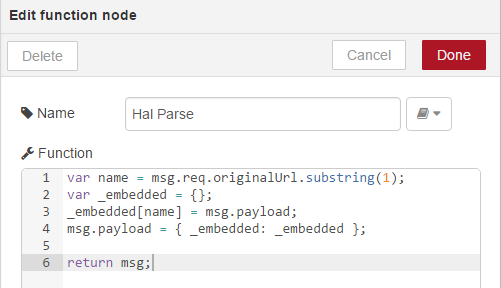 Edit function node
Delete
Cancel
Done
Name
Hal Parse
Function
1 var name = msg.req.originalUrl.substring(1);
2 var _embedded = {};
3 _embedded[name] = msg.payload;
4 msg.payload = { _embedded: _embedded };
5
6 return msg;